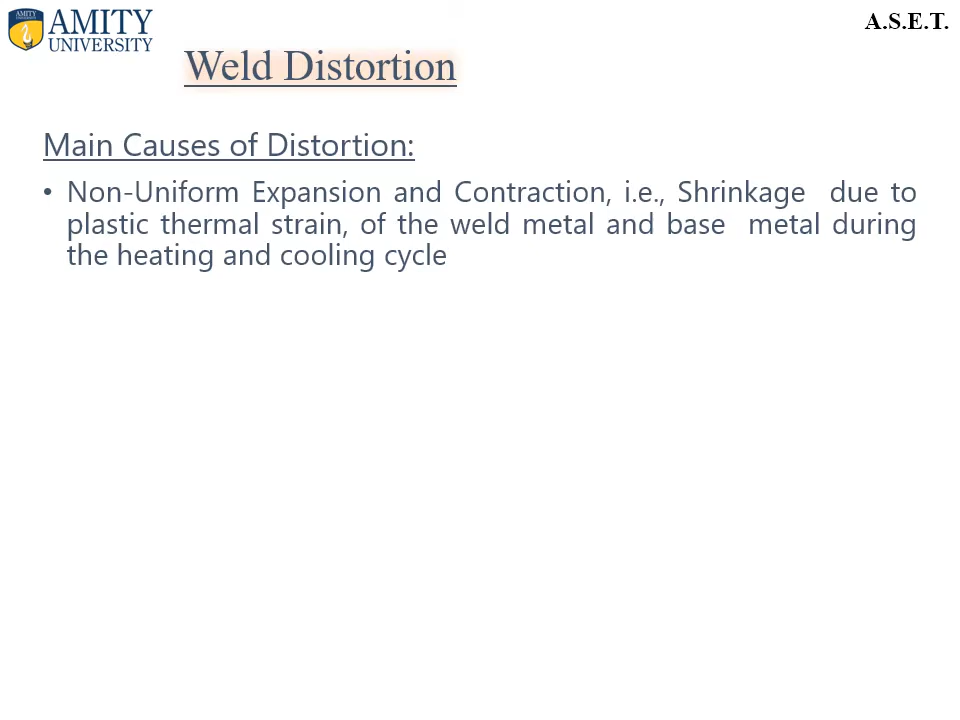 AMITY
UNIVERSITY
A.S.E.T.
Weld Distortion
Main Causes of Distortion:
• Non-Uniform Expansion and Contraction, i.e., Shrinkage due to
plastic thermal strain, of the weld metal and base metal during
the heating and cooling cycle